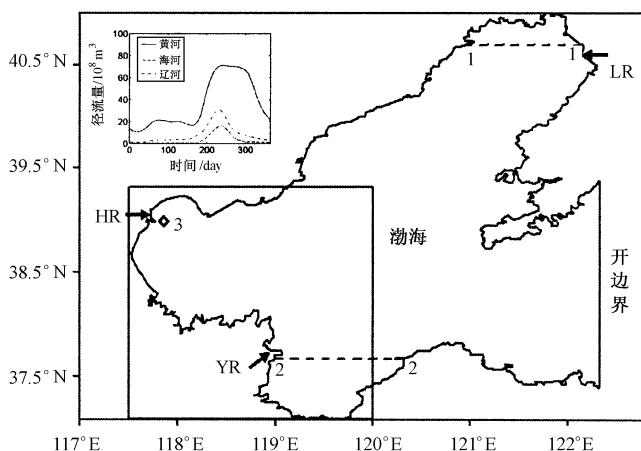 100
80
60
40
20
0
径流量/10⁸ m³
黄河
海河
辽河
0
100
200
300
时间 /day
40.5° N
39.5° N
38.5° N
37.5° N
1
1
LR
HR
3
渤海
开边界
YR
2
2
117° E
118° E
119° E
120° E
121° E
122° E